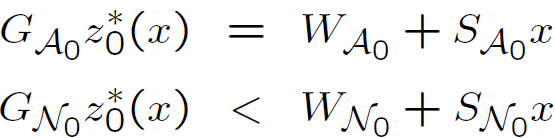 G_{\mathcal{A}_0} z_0^*(x) = W_{\mathcal{A}_0} + S_{\mathcal{A}_0} x
G_{\mathcal{N}_0} z_0^*(x) < W_{\mathcal{N}_0} + S_{\mathcal{N}_0} x